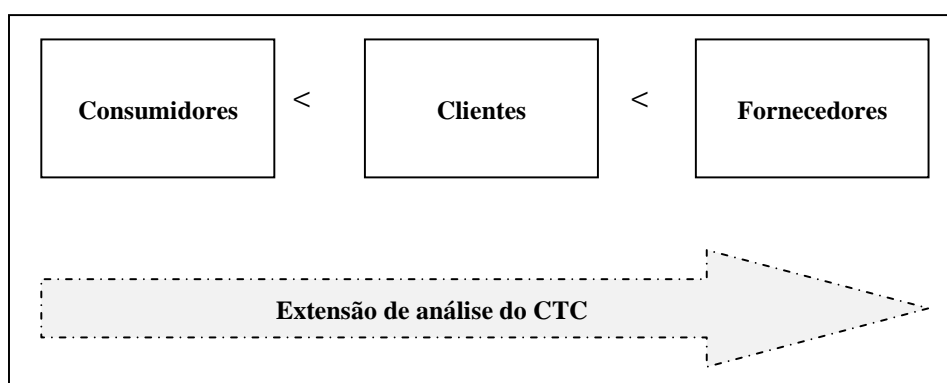 Consumidores < Clientes < Fornecedores
Extensão de análise do CTC